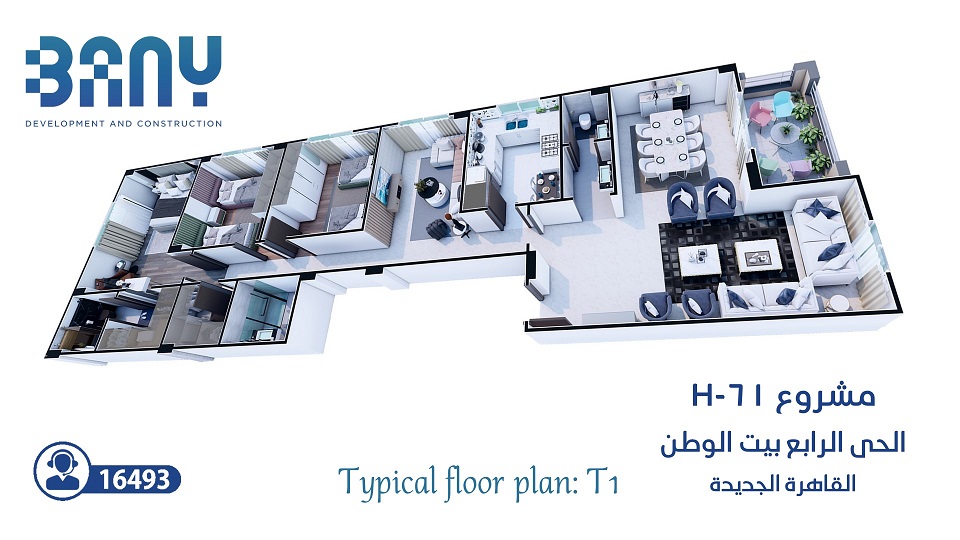 BANY
DEVELOPMENT AND CONSTRUCTION
مشروع H-٦١
الحى الرابع بيت الوطن
القاهرة الجديدة
Typical floor plan: T1
16493